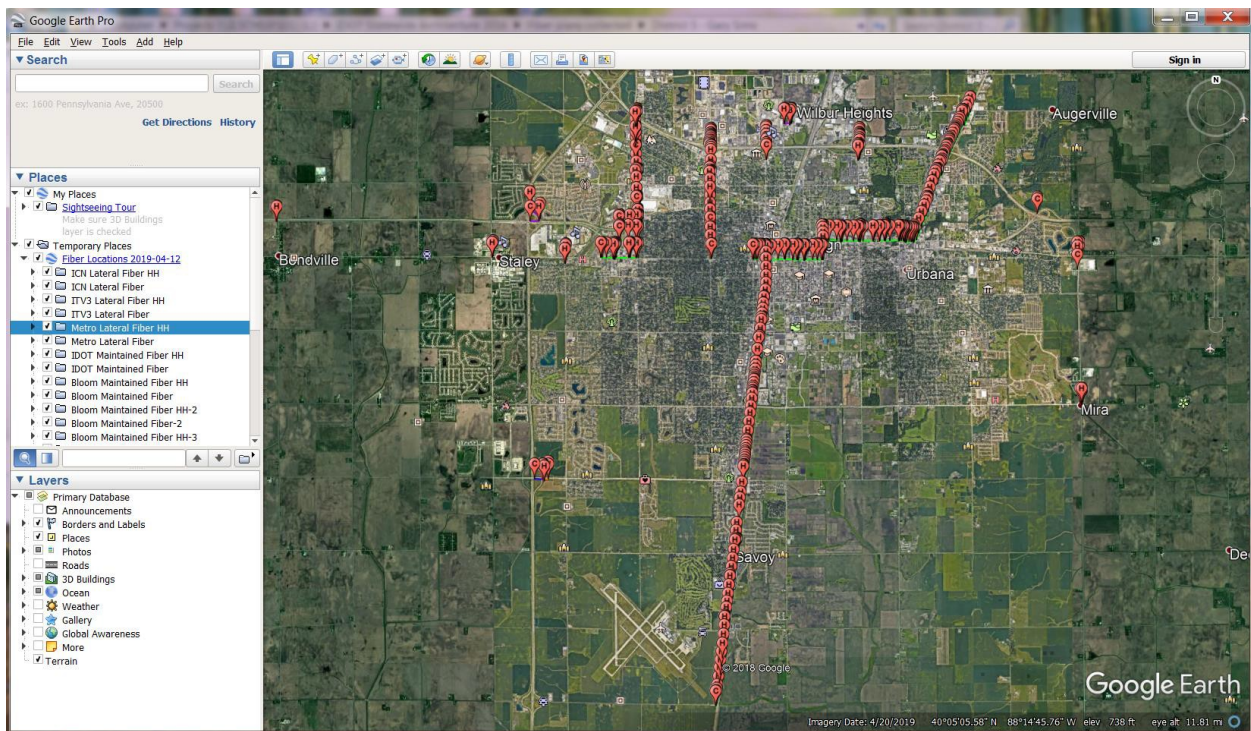 Google Earth Pro
File Edit View Tools Add Help
Search
Search
ex: 1600 Pennsylvania Ave, 20500
Get Directions History
Places
My Places
Sightseeing Tour
Make sure 3D Buildings
layer is checked
Temporary Places
Fiber Locations 2019-04-12
ICN Lateral Fiber HH
ICN Lateral Fiber
ITV3 Lateral Fiber HH
ITV3 Lateral Fiber
Metro Lateral Fiber HH
Metro Lateral Fiber
IDOT Maintained Fiber HH
IDOT Maintained Fiber
Bloom Maintained Fiber HH
Bloom Maintained Fiber
Bloom Maintained Fiber HH-2
Bloom Maintained Fiber-2
Bloom Maintained Fiber HH-3
Layers
Primary Database
Announcements
Borders and Labels
Places
Photos
Roads
3D Buildings
Ocean
Weather
Gallery
Global Awareness
More
Terrain
Sign in
N
Wilbur Heights
Augerville
Bondville
Staley
Urbana
Mira
Savoy
De
© 2018 Google
Google Earth
Imagery Date: 4/20/2019 40°05'05.58" N 88°14'45.76" W elev 738 ft eye alt 11.81 mi